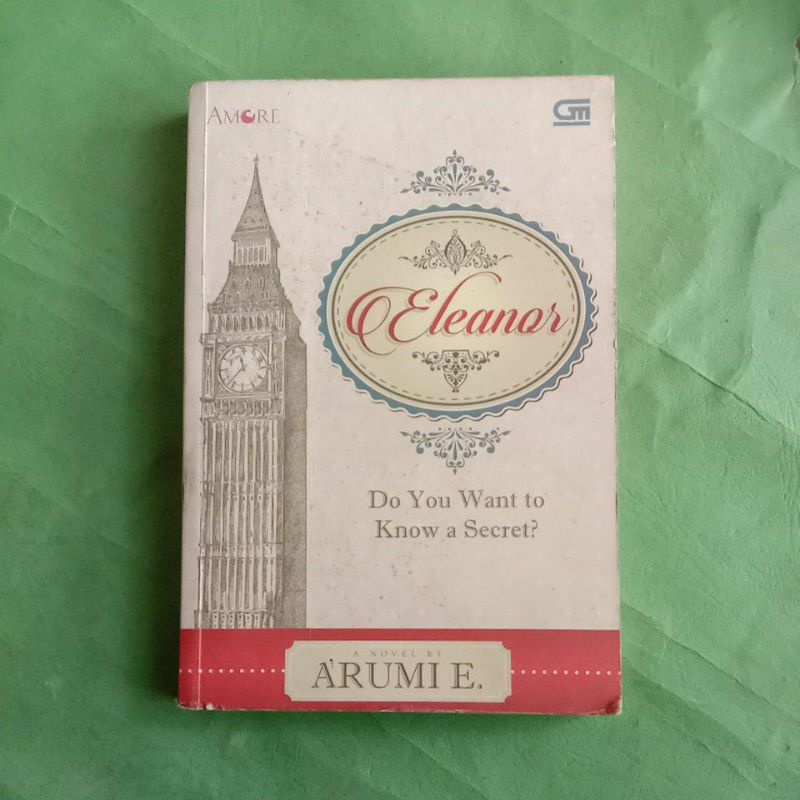 AMORE
GM
Eleanor
Do You Want to
Know a Secret?
A NOVEL BY
ARUMI E.